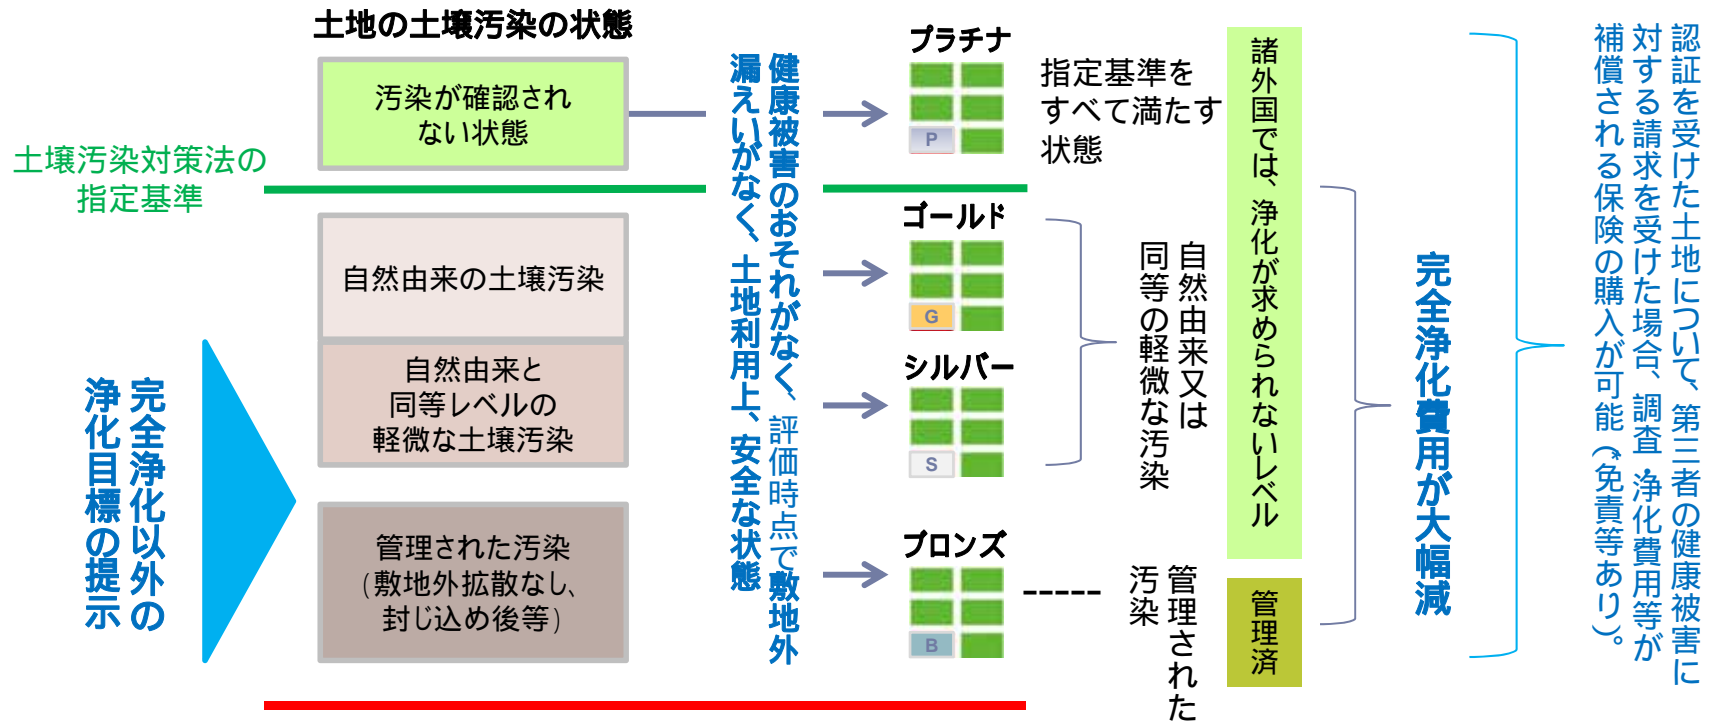 土地の土壌汚染の状態
汚染が確認され
ない状態
土壌汚染対策法の
指定基準
自然由来の土壌汚染
自然由来と
同等レベルの
軽微な土壌汚染
管理された汚染
(敷地外拡散なし、
封じ込め後等)
完全浄化以外の
浄化目標の提示
健康被害のおそれがなく、評価時点で敷地外
漏えいがなく、土地利用上、安全な状態
プラチナ
P
指定基準を
すべて満たす
状態
ゴールド
G
シルバー
S
ブロンズ
B
自然由来又は
同等の軽微な汚染
管理された
汚染
諸外国では、浄化が求められないレベル
管理済
完全浄化費用が大幅減
認証を受けた土地について、第三者の健康被害に
対する請求を受けた場合、調査・浄化費用等が
補償される保険の購入が可能(*免責等あり)。